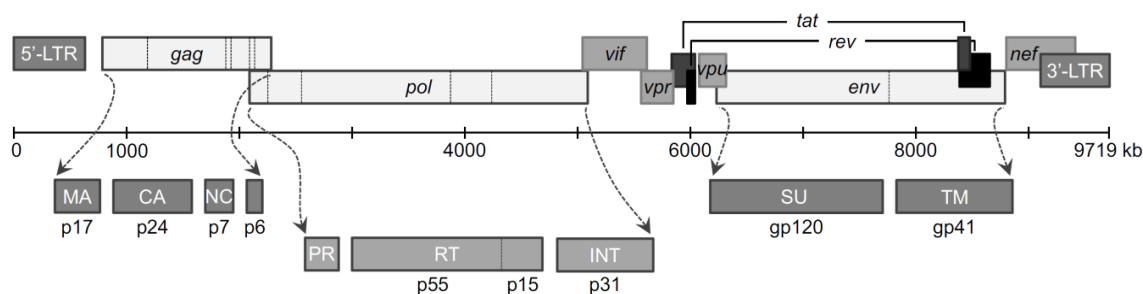 tat
rev
5’-LTR gag vif nef
3’-LTR
pol vpr vpu env
0 1000 2000 4000 6000 8000 9719 kb
MA CA NC SU TM
p17 p24 p7 p6 gp120 gp41
PR RT INT
p55 p15 p31